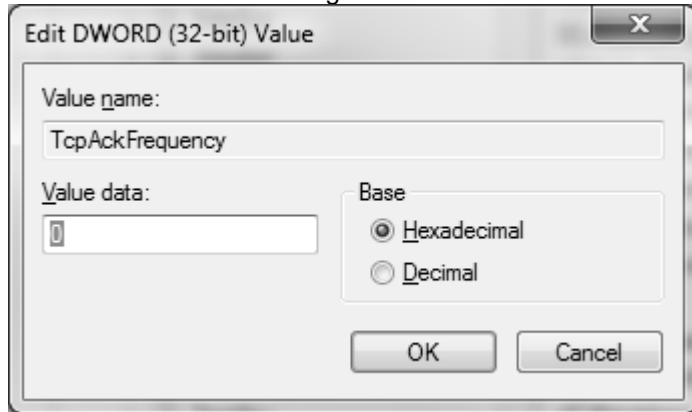 Edit DWORD (32-bit) Value
X
Value name:
TcpAckFrequency
Value data:
0
Base
Hexadecimal
Decimal
OK
Cancel